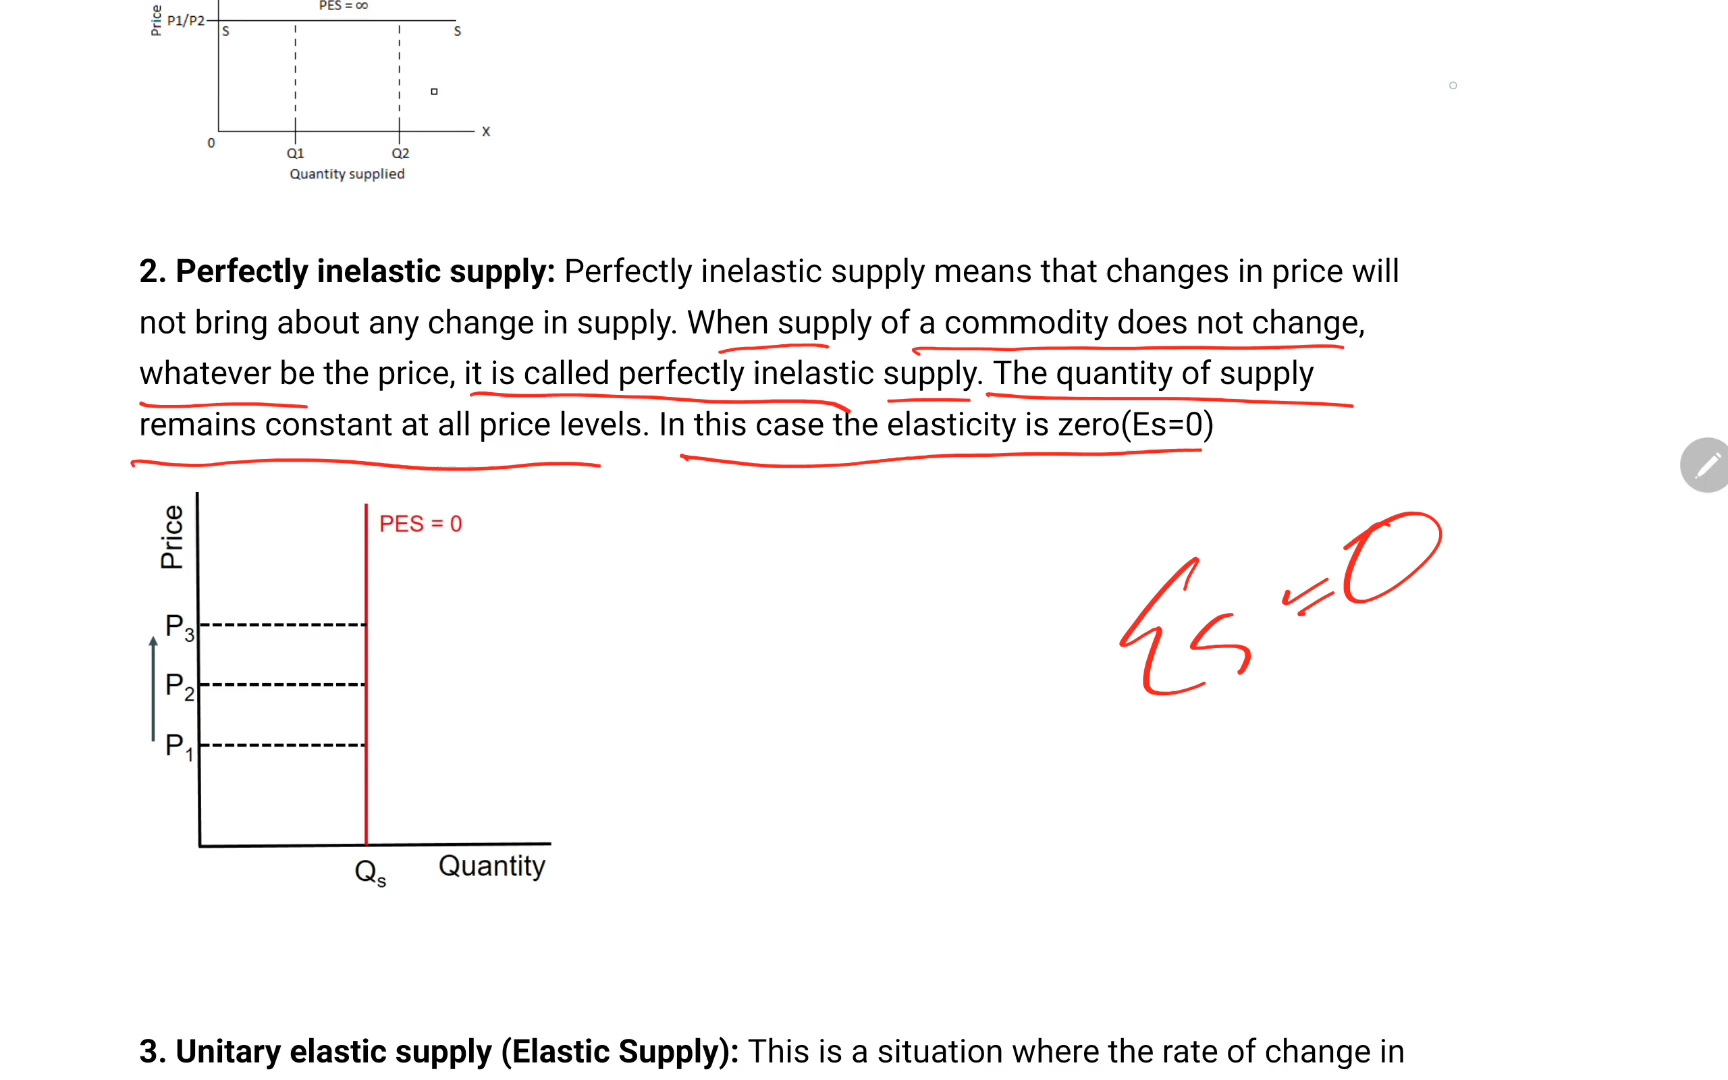 PES = ∞
Price
P1/P2
S
S
0
X
Q1
Q2
Quantity supplied
2. Perfectly inelastic supply: Perfectly inelastic supply means that changes in price will
not bring about any change in supply. When supply of a commodity does not change,
whatever be the price, it is called perfectly inelastic supply. The quantity of supply
remains constant at all price levels. In this case the elasticity is zero(Es=0)
Price
PES = 0
Es = 0
P3
P2
P1
Qs
Quantity
3. Unitary elastic supply (Elastic Supply): This is a situation where the rate of change in